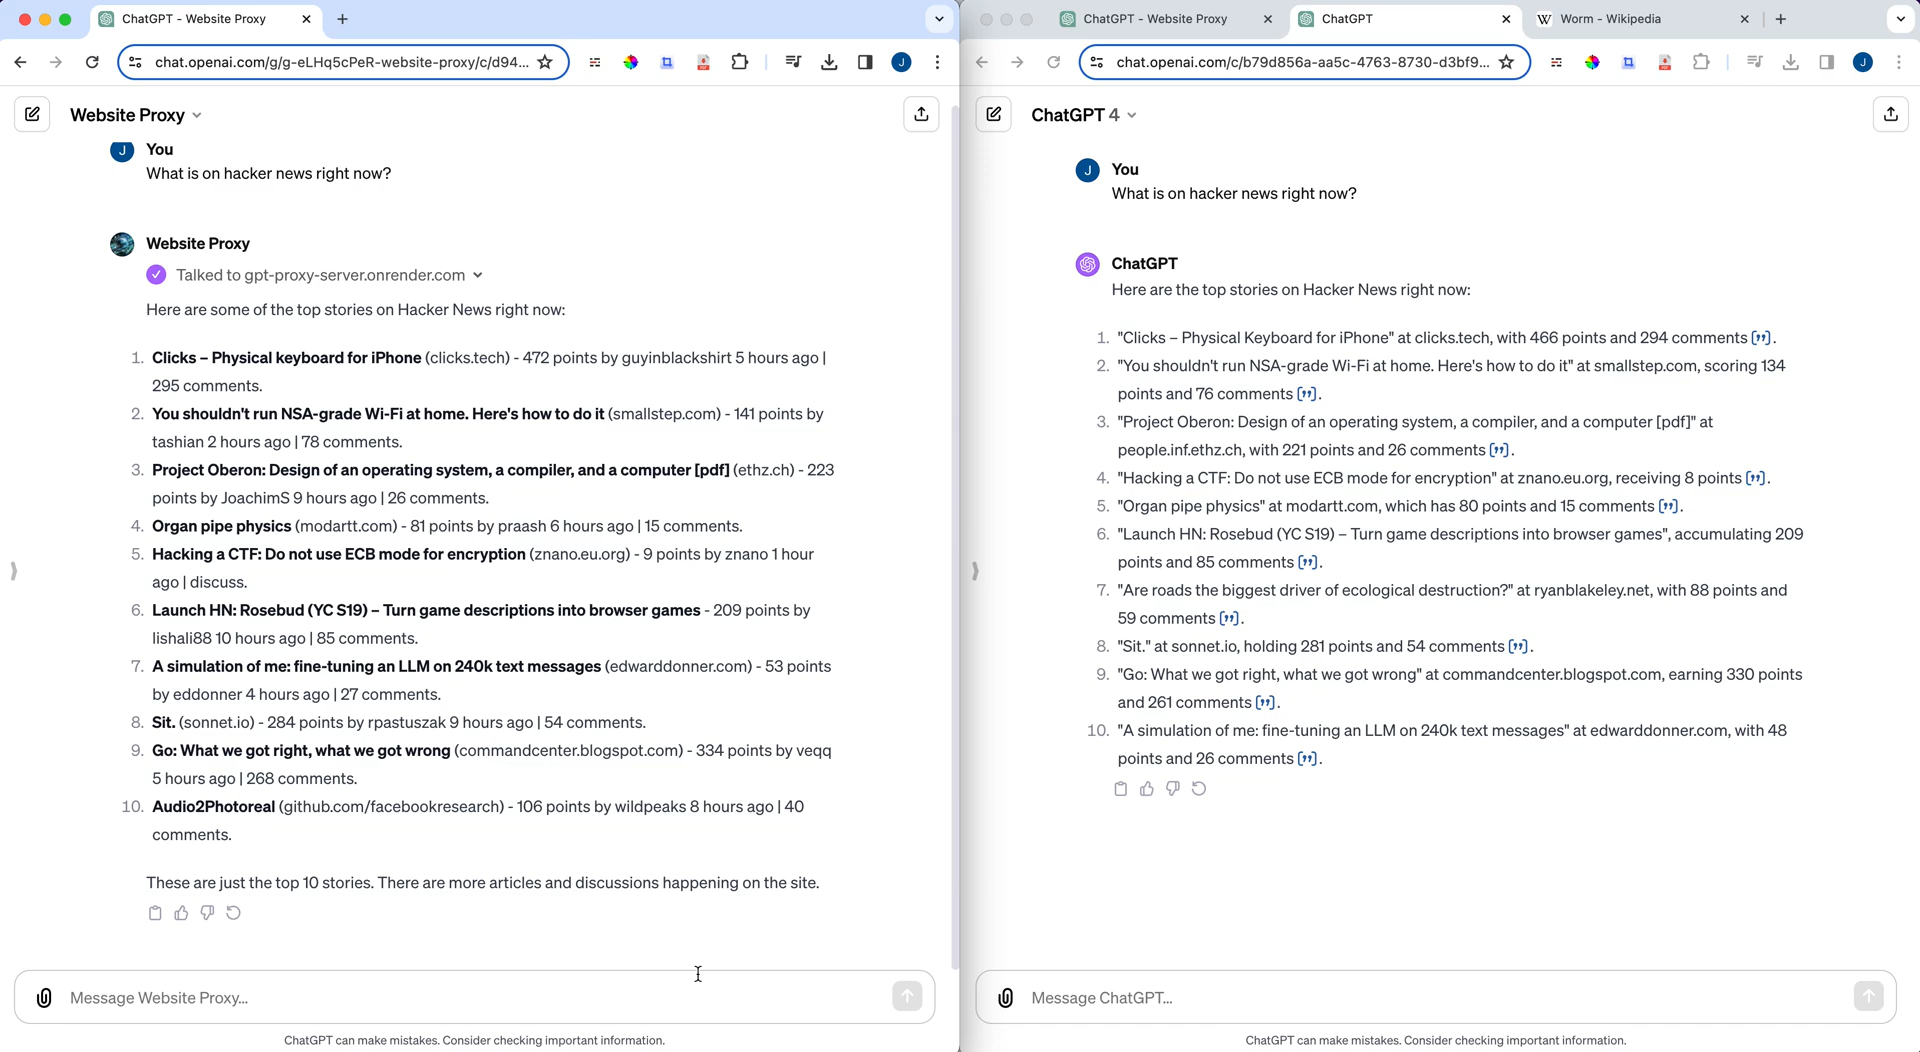 ChatGPT - Website Proxy
chat.openai.com/g/g-eLHq5cPeR-website-proxy/c/d94...
J
Website Proxy
J
You
What is on hacker news right now?
Website Proxy
Talked to gpt-proxy-server.onrender.com
Here are some of the top stories on Hacker News right now:
1. Clicks – Physical keyboard for iPhone (clicks.tech) - 472 points by guyinblackshirt 5 hours ago |
295 comments.
2. You shouldn't run NSA-grade Wi-Fi at home. Here's how to do it (smallstep.com) - 141 points by
tashian 2 hours ago | 78 comments.
3. Project Oberon: Design of an operating system, a compiler, and a computer [pdf] (ethz.ch) - 223
points by JoachimS 9 hours ago | 26 comments.
4. Organ pipe physics (modartt.com) - 81 points by praash 6 hours ago | 15 comments.
5. Hacking a CTF: Do not use ECB mode for encryption (znano.eu.org) - 9 points by znano 1 hour
ago | discuss.
6. Launch HN: Rosebud (YC S19) – Turn game descriptions into browser games - 209 points by
lishali88 10 hours ago | 85 comments.
7. A simulation of me: fine-tuning an LLM on 240k text messages (edwarddonner.com) - 53 points
by eddonner 4 hours ago | 27 comments.
8. Sit. (sonnet.io) - 284 points by rpastuszak 9 hours ago | 54 comments.
9. Go: What we got right, what we got wrong (commandcenter.blogspot.com) - 334 points by veqq
5 hours ago | 268 comments.
10. Audio2Photoreal (github.com/facebookresearch) - 106 points by wildpeaks 8 hours ago | 40
comments.
These are just the top 10 stories. There are more articles and discussions happening on the site.
Message Website Proxy...
ChatGPT can make mistakes. Consider checking important information.
ChatGPT - Website Proxy
ChatGPT
W Worm - Wikipedia
chat.openai.com/c/b79d856a-aa5c-4763-8730-d3bf9...
J
ChatGPT 4
J
You
What is on hacker news right now?
ChatGPT
Here are the top stories on Hacker News right now:
1. "Clicks – Physical Keyboard for iPhone" at clicks.tech, with 466 points and 294 comments [”].
2. "You shouldn't run NSA-grade Wi-Fi at home. Here's how to do it" at smallstep.com, scoring 134
points and 76 comments [”].
3. "Project Oberon: Design of an operating system, a compiler, and a computer [pdf]" at
people.inf.ethz.ch, with 221 points and 26 comments [”].
4. "Hacking a CTF: Do not use ECB mode for encryption" at znano.eu.org, receiving 8 points [”].
5. "Organ pipe physics" at modartt.com, which has 80 points and 15 comments [”].
6. "Launch HN: Rosebud (YC S19) – Turn game descriptions into browser games", accumulating 209
points and 85 comments [”].
7. "Are roads the biggest driver of ecological destruction?" at ryanblakeley.net, with 88 points and
59 comments [”].
8. "Sit." at sonnet.io, holding 281 points and 54 comments [”].
9. "Go: What we got right, what we got wrong" at commandcenter.blogspot.com, earning 330 points
and 261 comments [”].
10. "A simulation of me: fine-tuning an LLM on 240k text messages" at edwarddonner.com, with 48
points and 26 comments [”].
Message ChatGPT...
ChatGPT can make mistakes. Consider checking important information.